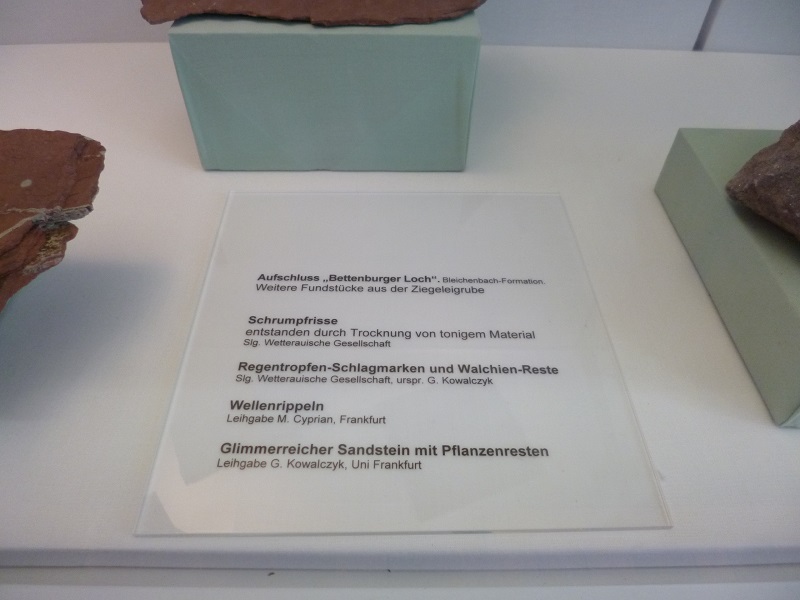 Aufschluss „Bettenburger Loch“. Bleichenbach-Formation.
Weitere Fundstücke aus der Ziegeleigrube
Schrumpfrisse
entstanden durch Trocknung von tonigem Material
Slg. Wetterauische Gesellschaft
Regentropfen-Schlagmarken und Walchien-Reste
Slg. Wetterauische Gesellschaft, urspr. G. Kowalczyk
Wellenrippeln
Leihgabe M. Cyprian, Frankfurt
Glimmerreicher Sandstein mit Pflanzenresten
Leihgabe G. Kowalczyk, Uni Frankfurt